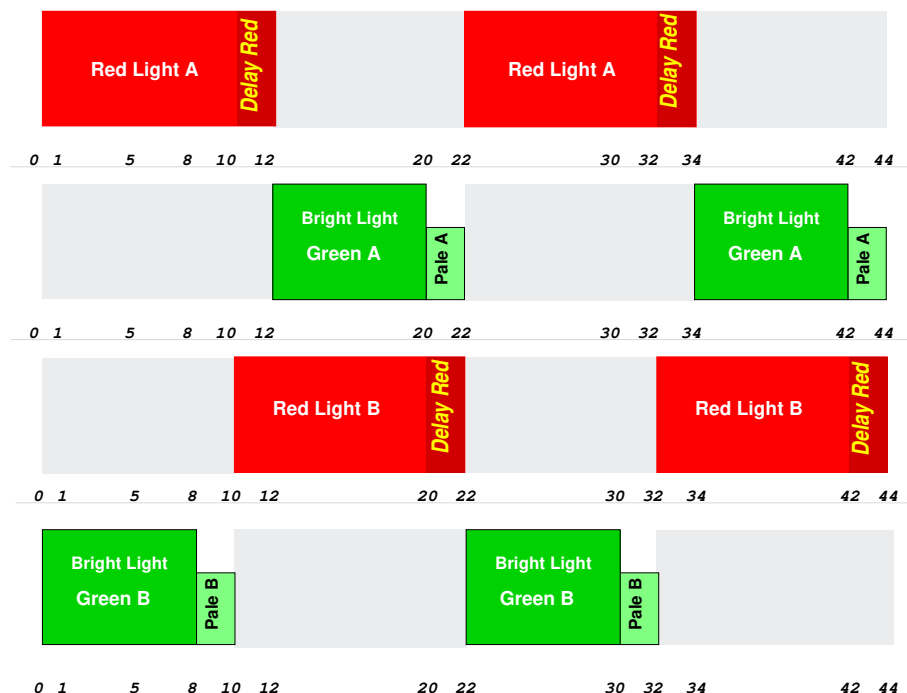 Red Light A
Delay Red
Red Light A
Delay Red
0 1 5 8 10 12 20 22 30 32 34 42 44
Bright Light
Green A
Pale A
Bright Light
Green A
Pale A
0 1 5 8 10 12 20 22 30 32 34 42 44
Red Light B
Delay Red
Red Light B
Delay Red
0 1 5 8 10 12 20 22 30 32 34 42 44
Bright Light
Green B
Pale B
Bright Light
Green B
Pale B
0 1 5 8 10 12 20 22 30 32 34 42 44